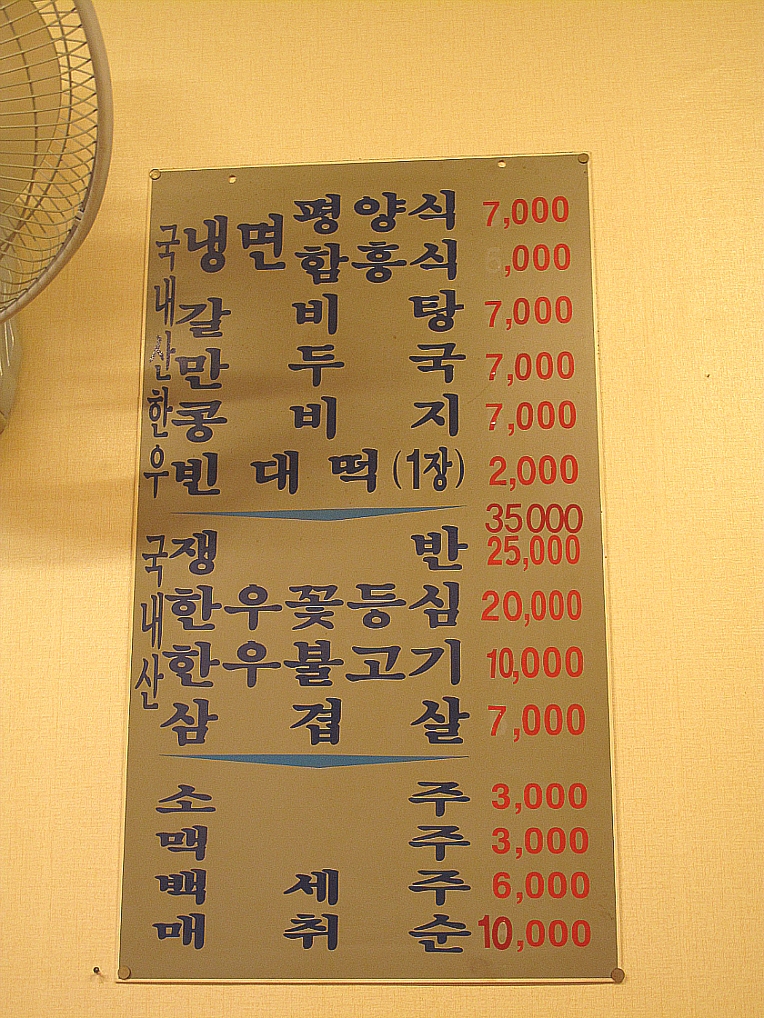 국내산한우
냉면 평양식 7,000
함흥식 ,000
갈비탕 7,000
만두국 7,000
콩비지 7,000
빈대떡(1장) 2,000
35000
국내산
쟁반 25,000
한우꽃등심 20,000
한우불고기 10,000
삼겹살 7,000
소주 3,000
맥주 3,000
백세주 6,000
매취순 10,000